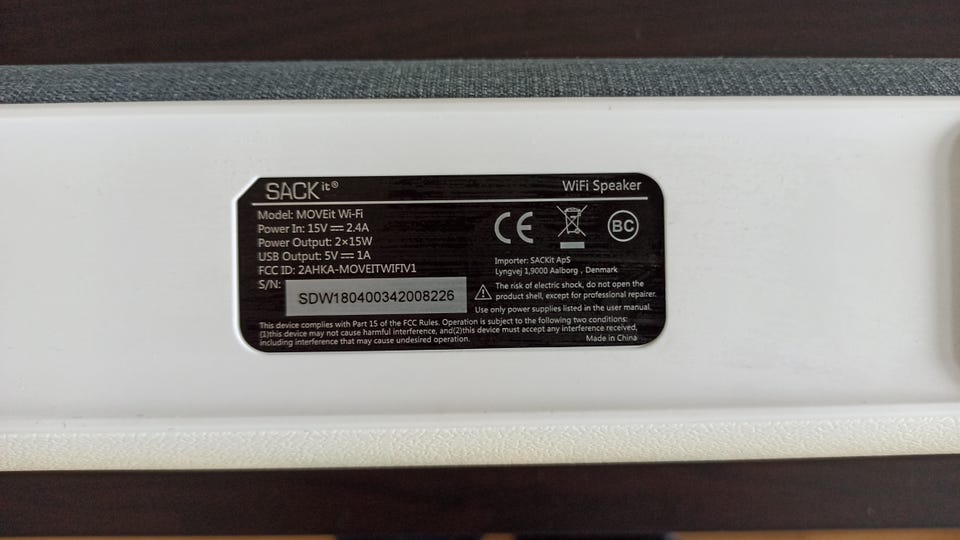 SACKit®
WiFi Speaker
Model: MOVEit Wi-Fi
Power In: 15V⎓2.4A
Power Output: 2×15W
USB Output: 5V⎓1A
FCC ID: 2AHKA-MOVEITWIFIV1
S/N:
SDW180400342008226
CE
BC
Importer: SACKit ApS
Lyngvej 1,9000 Aalborg , Denmark
The risk of electric shock, do not open the
product shell, except for professional repairer.
Use only power supplies listed in the user manual.
This device complies with Part 15 of the FCC Rules. Operation is subject to the following two conditions:
(1)this device may not cause harmful interference, and(2)this device must accept any interference received,
including interference that may cause undesired operation.
Made in China